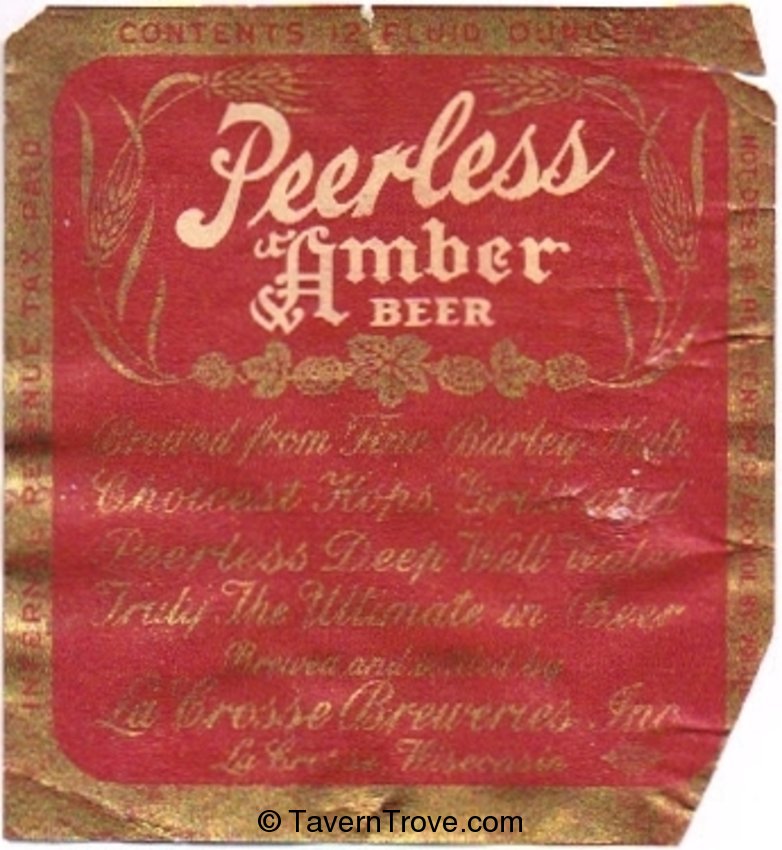 CONTENTS 12 FLUID OUNCES
INTERNAL REVENUE TAX PAID
Peerless
Amber
BEER
Brewed from Fine Barley Malt,
Choicest Hops, Grits and
Peerless Deep Well water
Truly The Ultimate in Beer
Brewed and bottled by
La Crosse Breweries Inc.
La Crosse Wisconsin
NOT OVER
© TavernTrove.com